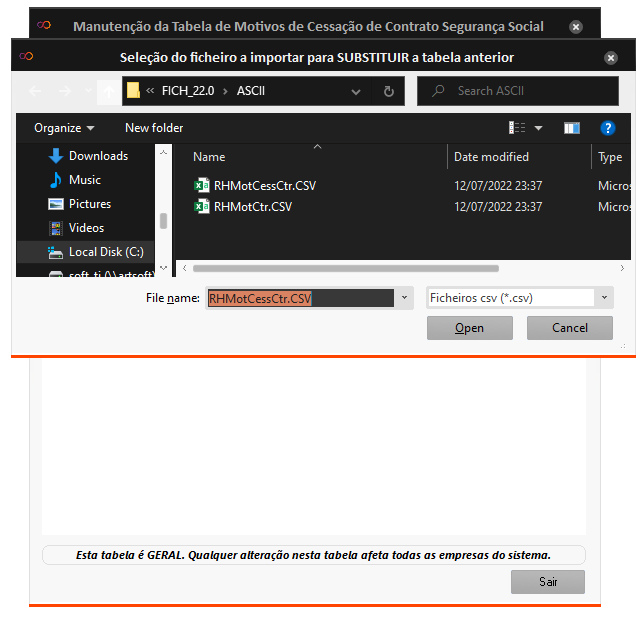 Manutenção da Tabela de Motivos de Cessação de Contrato Segurança Social
Seleção do ficheiro a importar para SUBSTITUIR a tabela anterior
« FICH_22.0 › ASCII
Search ASCII
Organize
New folder
Downloads
Music
Pictures
Videos
Local Disk (C:)
soft_ti (\\artsoft)
Name
Date modified
Type
RHMotCessCtr.CSV
12/07/2022 23:37
Micros
RHMotCtr.CSV
12/07/2022 23:37
Micros
File name:
RHMotCessCtr.CSV
Ficheiros csv (*.csv)
Open
Cancel
Esta tabela é GERAL. Qualquer alteração nesta tabela afeta todas as empresas do sistema.
Sair